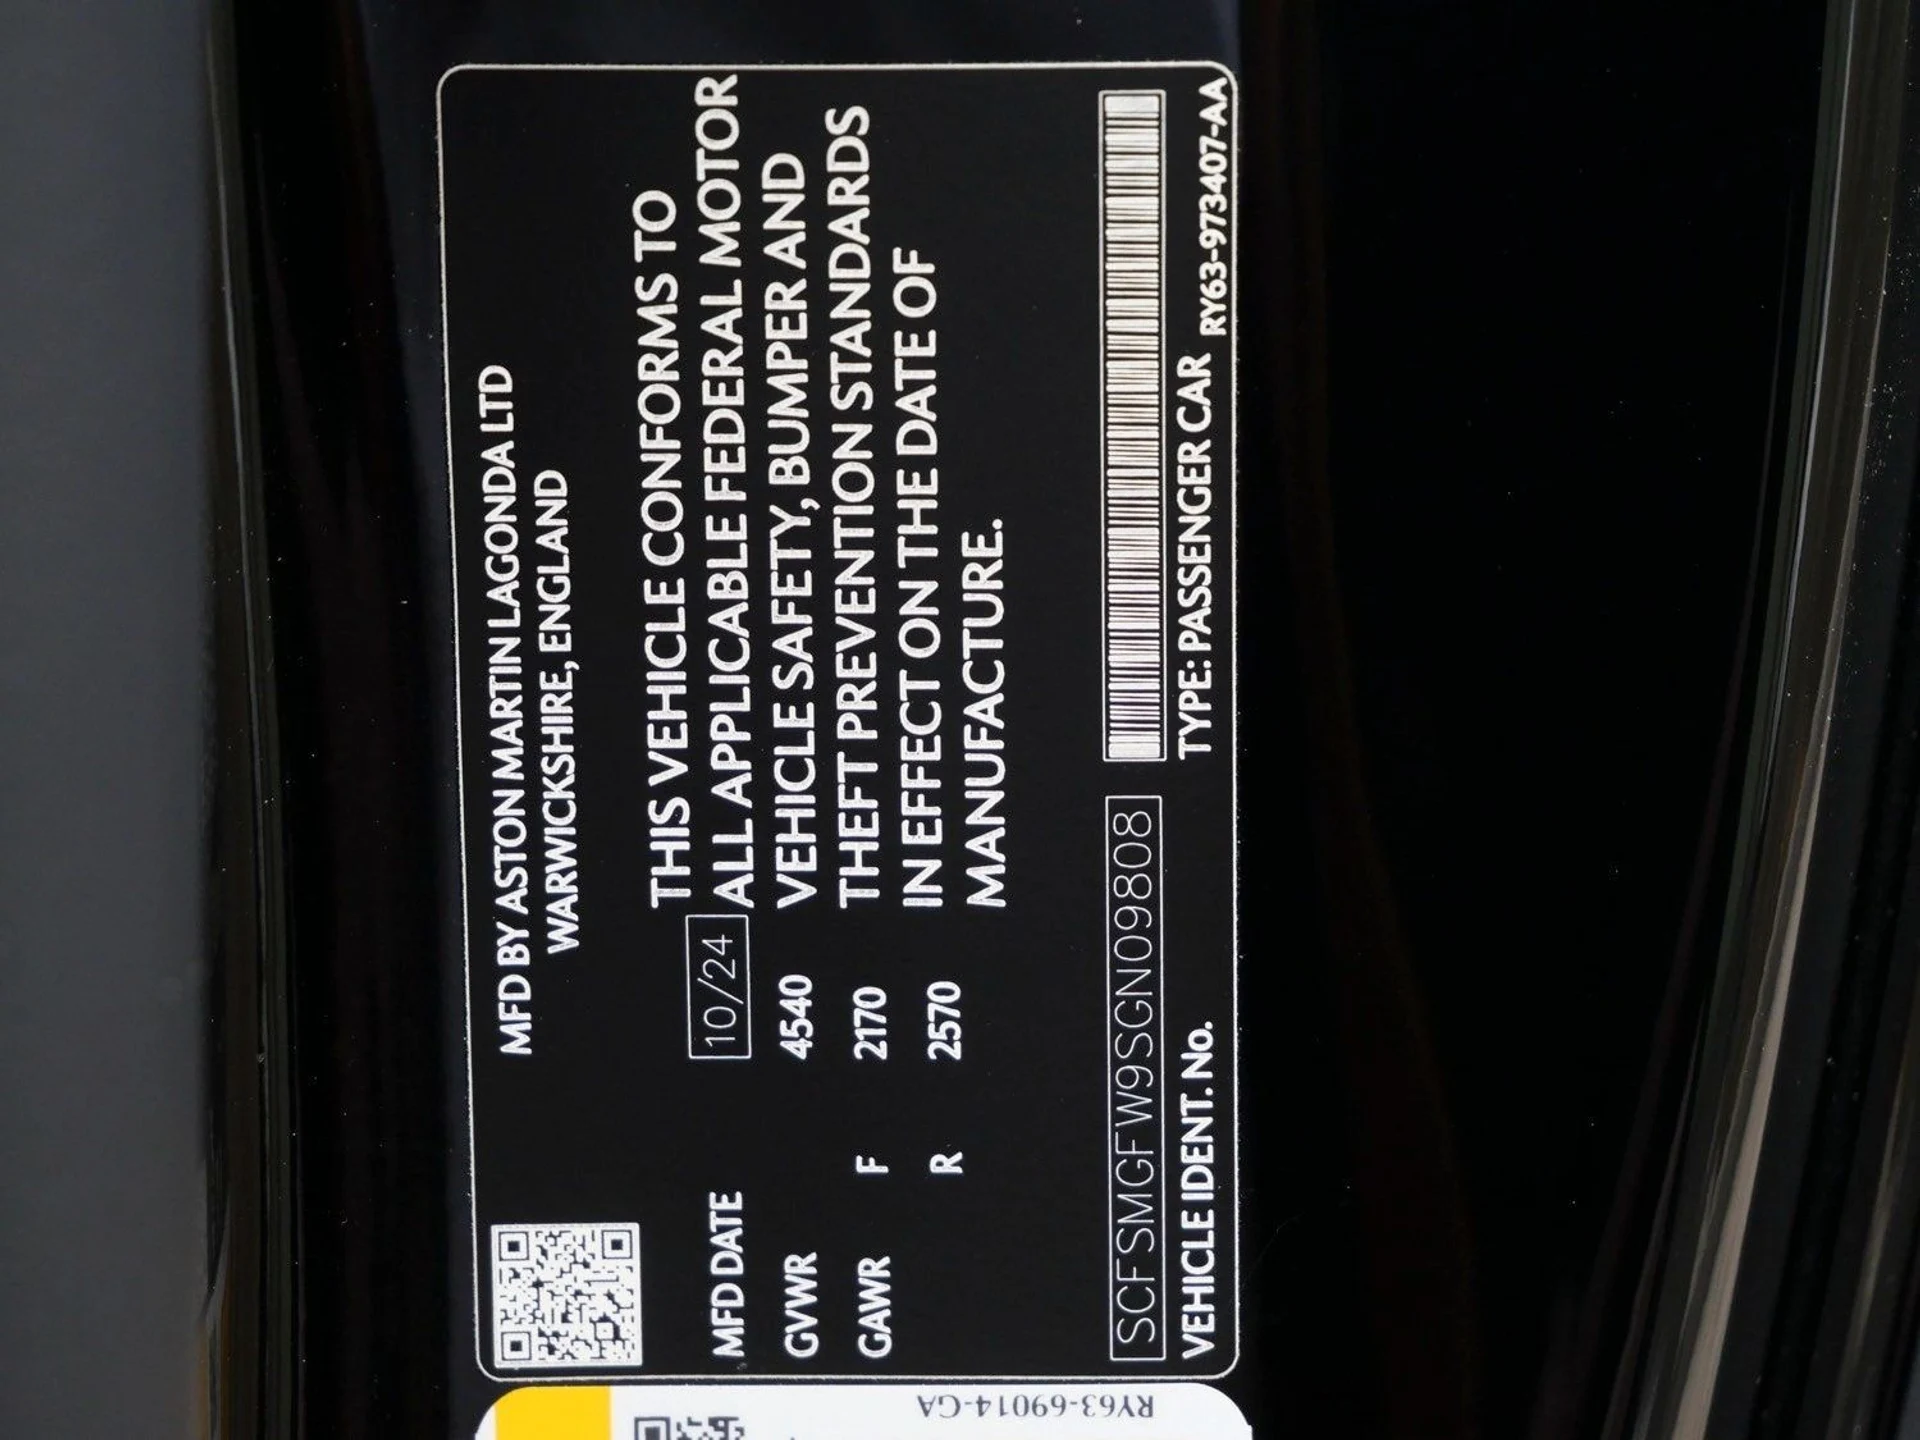 MFD BY ASTON MARTIN LAGONDA LTD
WARWICKSHIRE, ENGLAND
THIS VEHICLE CONFORMS TO
MFD DATE 10/24 ALL APPLICABLE FEDERAL MOTOR
GVWR 4540 VEHICLE SAFETY, BUMPER AND
GAWR F 2170 THEFT PREVENTION STANDARDS
R 2570 IN EFFECT ON THE DATE OF
MANUFACTURE.
SCFSMGFW9SGN09808
VEHICLE IDENT. No. TYPE: PASSENGER CAR RY63-973407-AA
RY63-69014-GA